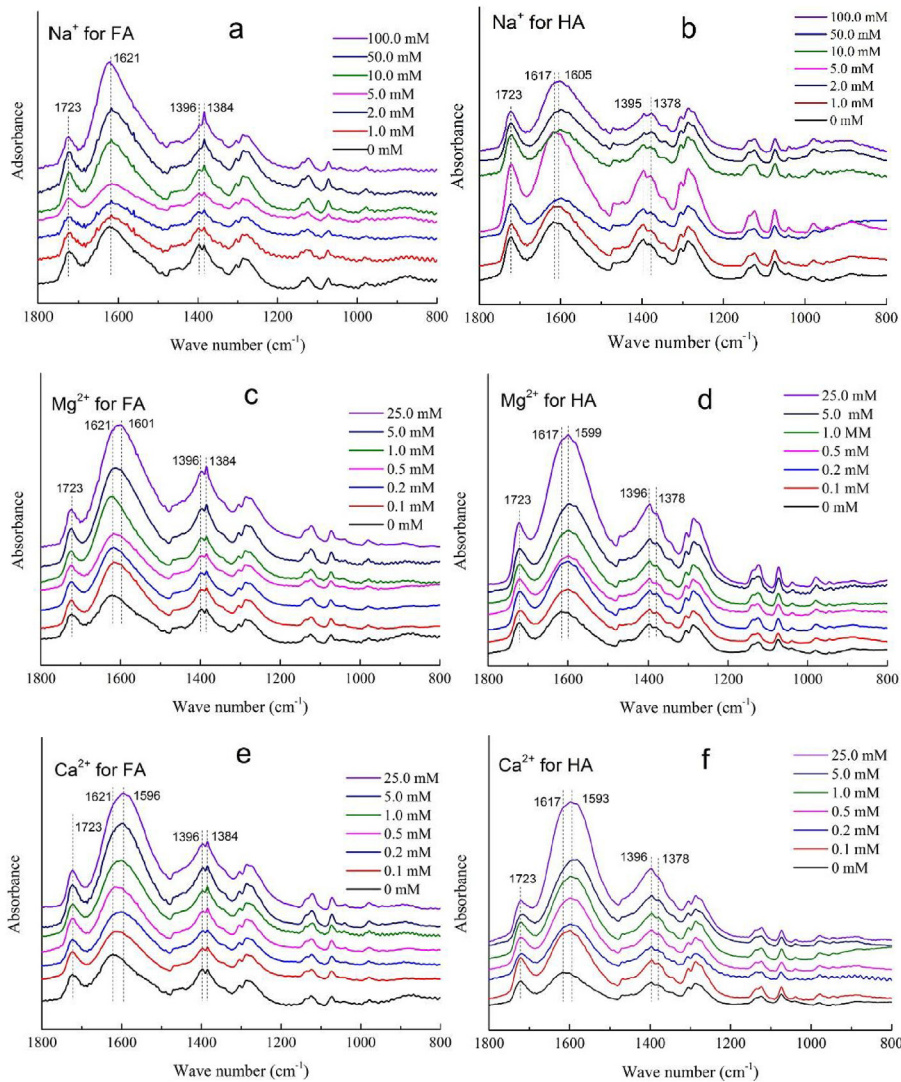 Na⁺ for FA
a
1621
1723
1396
1384
100.0 mM
50.0 mM
10.0 mM
5.0 mM
2.0 mM
1.0 mM
0 mM
Adsorbance
1800 1600 1400 1200 1000 800
Wave number (cm⁻¹)
Na⁺ for HA
b
1723
1617
1605
1395
1378
100.0 mM
50.0 mM
10.0 mM
5.0 mM
2.0 mM
1.0 mM
0 mM
Absorbance
1800 1600 1400 1200 1000 800
Wave number (cm⁻¹)
Mg²⁺ for FA
c
1621
1601
1723
1396
1384
25.0 mM
5.0 mM
1.0 mM
0.5 mM
0.2 mM
0.1 mM
0 mM
Absorbance
1800 1600 1400 1200 1000 800
Wave number (cm⁻¹)
Mg²⁺ for HA
d
1617
1599
1723
1396
1378
25.0 mM
5.0 mM
1.0 MM
0.5 mM
0.2 mM
0.1 mM
0 mM
Absorbance
1800 1600 1400 1200 1000 800
Wave number (cm⁻¹)
Ca²⁺ for FA
e
1621
1596
1723
1396
1384
25.0 mM
5.0 mM
1.0 mM
0.5 mM
0.2 mM
0.1 mM
0 mM
Absorbance
1800 1600 1400 1200 1000 800
Wave number (cm⁻¹)
Ca²⁺ for HA
f
1617
1593
1723
1396
1378
25.0 mM
5.0 mM
1.0 mM
0.5 mM
0.2 mM
0.1 mM
0 mM
Absorbance
1800 1600 1400 1200 1000 800
Wave number (cm⁻¹)